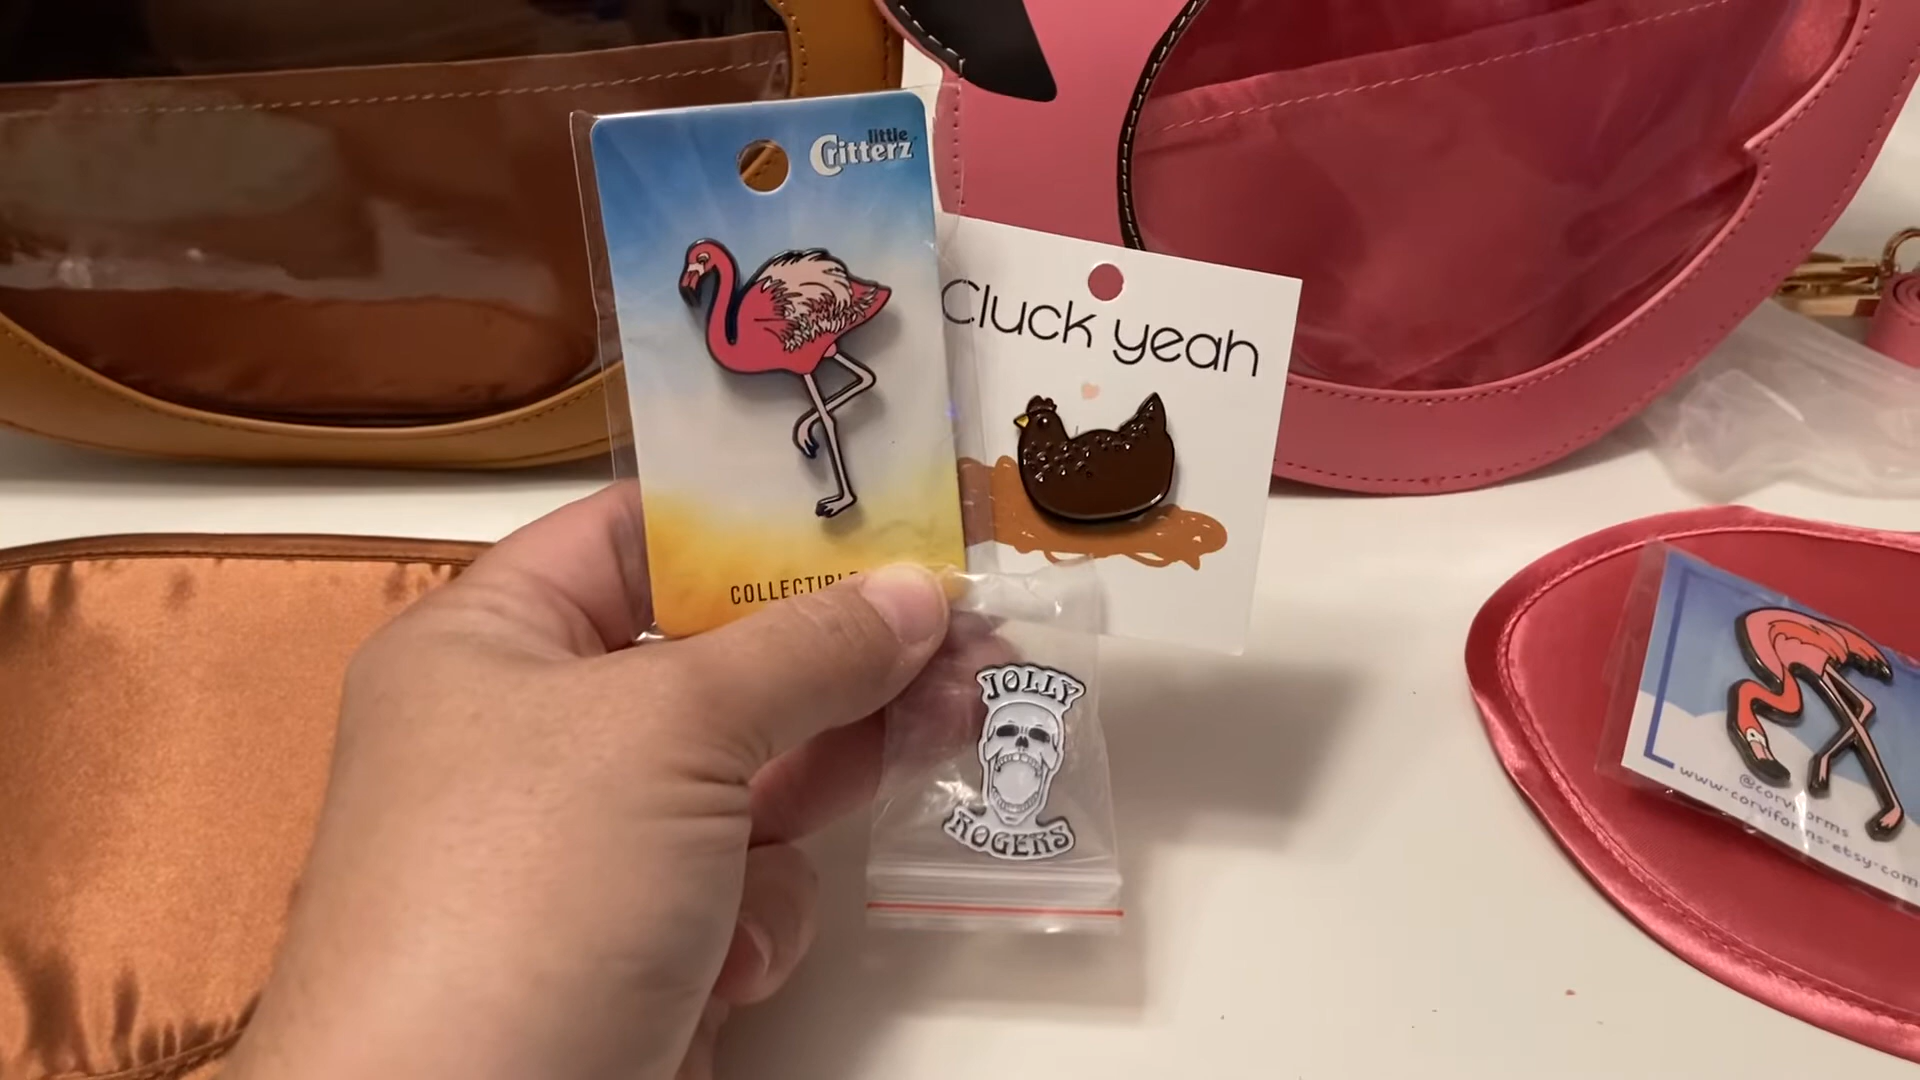 little
Critterz
COLLECTIBLE
Cluck yeah
JOLLY
ROGERS
@corviforms
www.corviforms.etsy.com